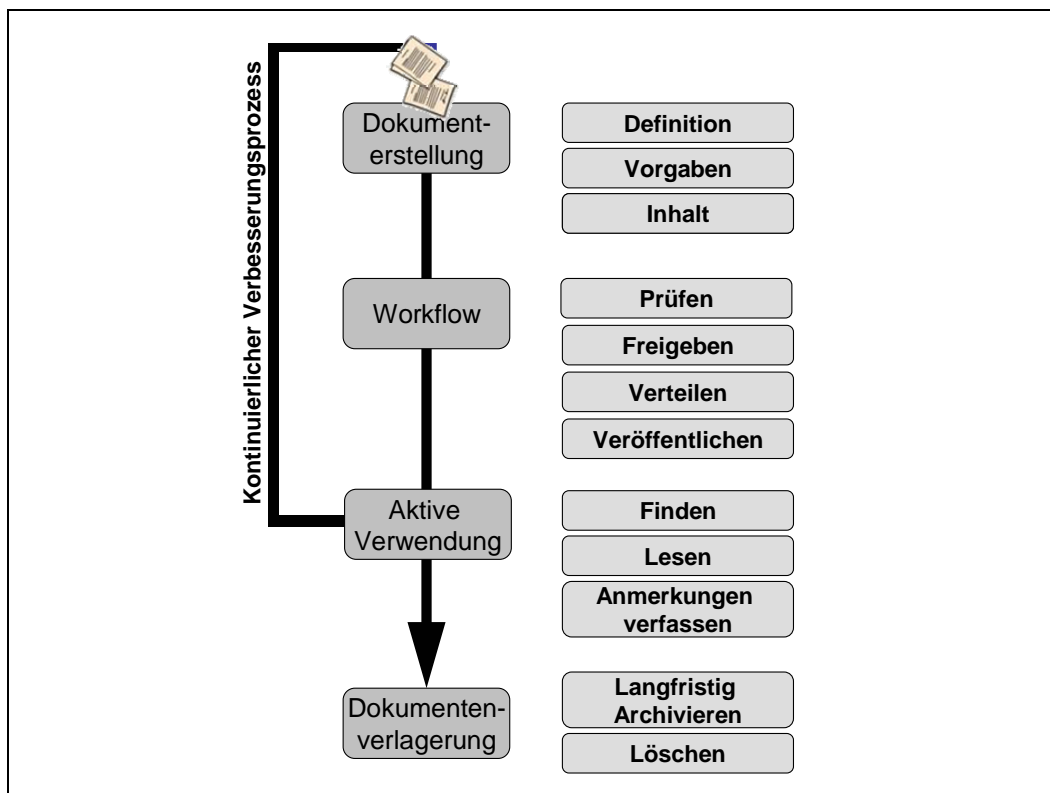 Kontinuierlicher Verbesserungsprozess
Dokument-
erstellung
Definition
Vorgaben
Inhalt
Workflow
Prüfen
Freigeben
Verteilen
Veröffentlichen
Aktive
Verwendung
Finden
Lesen
Anmerkungen
verfassen
Dokumenten-
verlagerung
Langfristig
Archivieren
Löschen